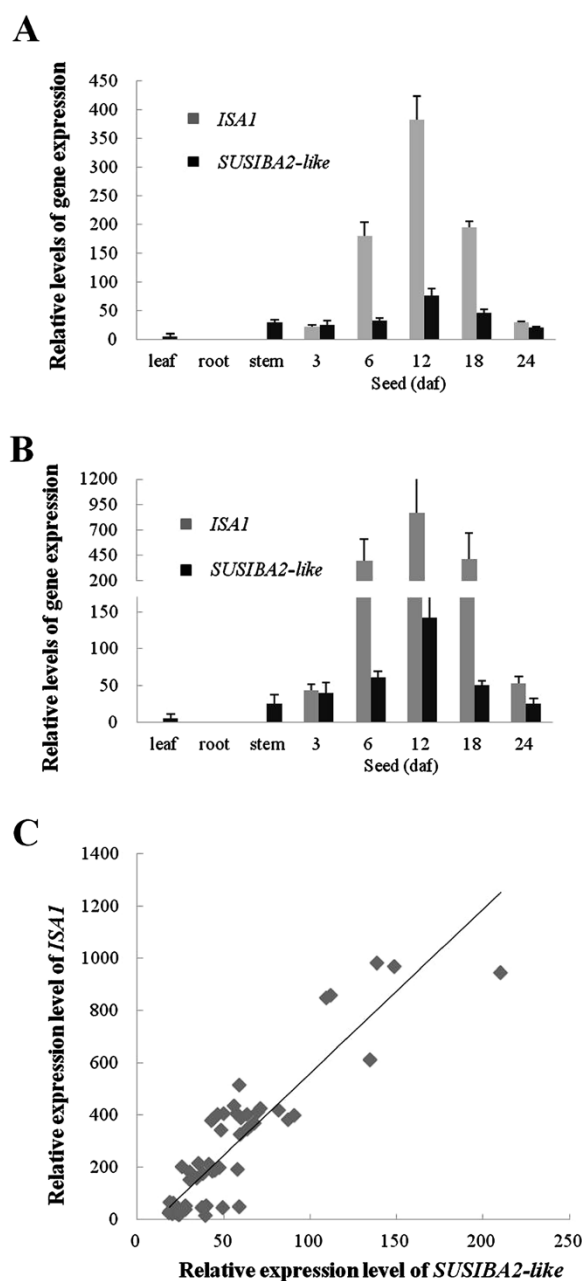 A
Relative levels of gene expression
450
400
350
300
250
200
150
100
50
0
ISA1
SUSIBA2-like
leaf root stem 3 6 12 18 24
Seed (daf)
B
Relative levels of gene expression
1200
950
700
450
200
150
100
50
0
ISA1
SUSIBA2-like
leaf root stem 3 6 12 18 24
Seed (daf)
C
Relative expression level of ISA1
1400
1200
1000
800
600
400
200
0
0 50 100 150 200 250
Relative expression level of SUSIBA2-like